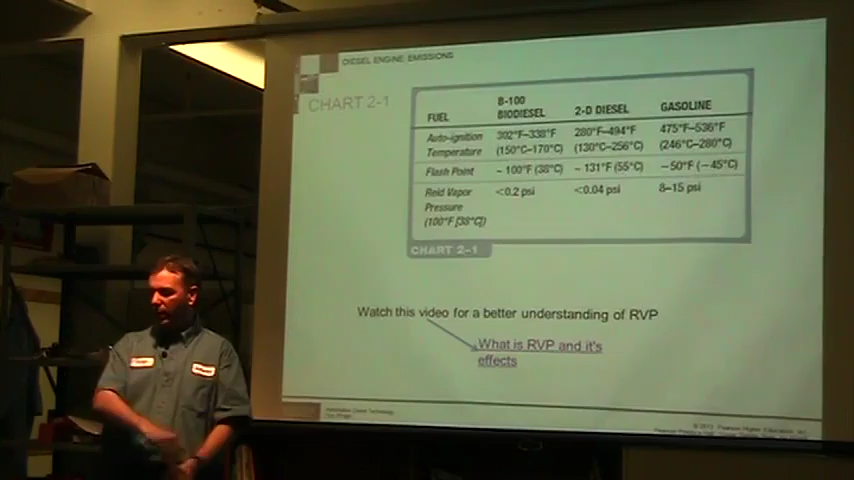 DIESEL ENGINE EMISSIONS
CHART 2-1
FUEL B-100 BIODIESEL 2-D DIESEL GASOLINE
Auto-ignition 302°F–338°F 280°F–494°F 475°F–536°F
Temperature (150°C–170°C) (130°C–256°C) (246°C–280°C)
Flash Point ~ 100°F (38°C) ~ 131°F (55°C) ~50°F (−45°C)
Reid Vapor <0.2 psi <0.04 psi 8–15 psi
Pressure
(100°F [38°C])
CHART 2-1
Watch this video for a better understanding of RVP
What is RVP and it's
effects